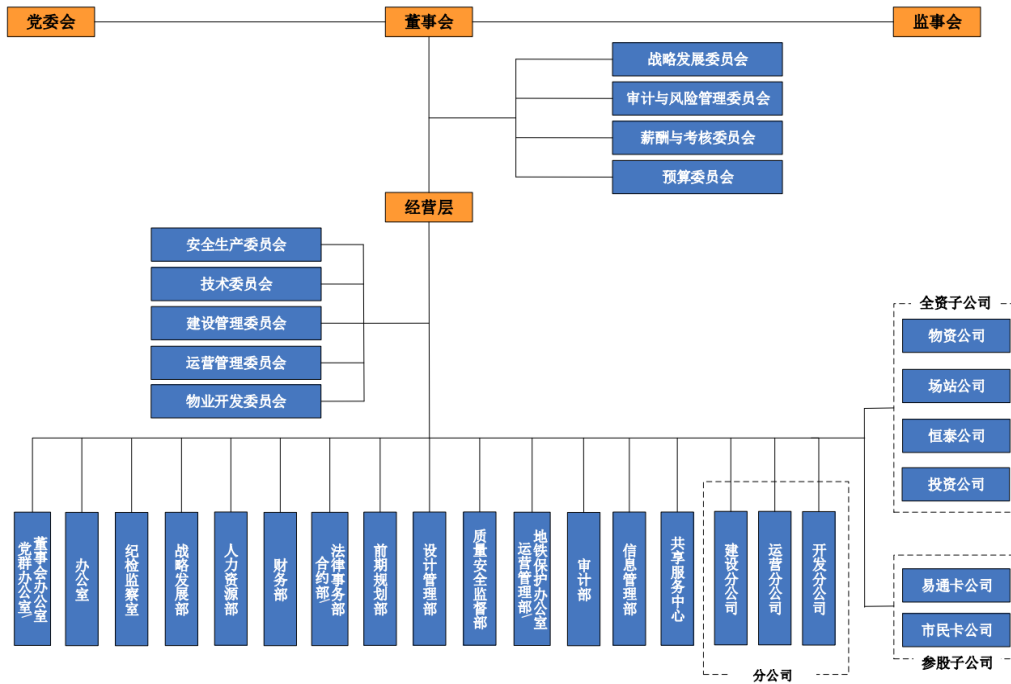 党委会
董事会
监事会
战略发展委员会
审计与风险管理委员会
薪酬与考核委员会
预算委员会
经营层
安全生产委员会
技术委员会
建设管理委员会
运营管理委员会
物业开发委员会
全资子公司
物资公司
场站公司
恒泰公司
投资公司
党群办公室/
董事会办公室
办公室
纪检监察室
战略发展部
人力资源部
财务部
合约部/
法律事务部
前期规划部
设计管理部
质量安全监督部
运营管理部/
地铁保护办公室
审计部
信息管理部
共享服务中心
建设分公司
运营分公司
开发分公司
分公司
易通卡公司
市民卡公司
参股子公司